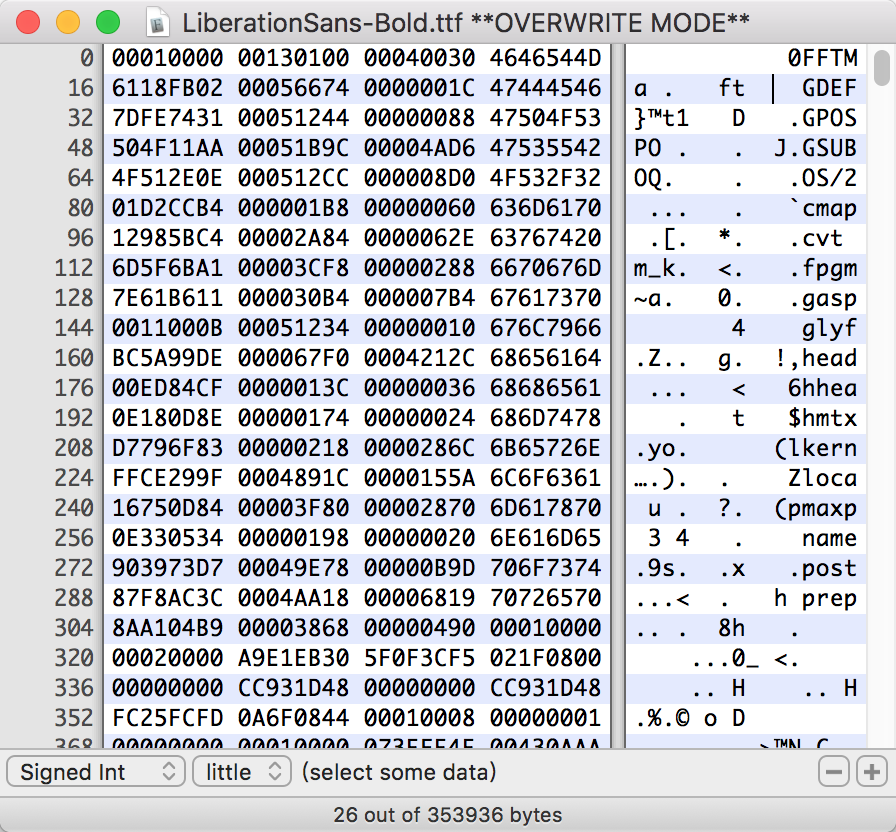 LiberationSans-Bold.ttf **OVERWRITE MODE**
0 00010000 00130100 00040030 4646544D 0FFTM
16 6118FB02 00056674 0000001C 47444546 a . ft GDEF
32 7DFE7431 00051244 00000088 47504F53 }™t1 D .GPOS
48 504F11AA 00051B9C 00004AD6 47535542 PO . . J.GSUB
64 4F512E0E 000512CC 000008D0 4F532F32 OQ. . .OS/2
80 01D2CCB4 000001B8 00000060 636D6170 ... . `cmap
96 12985BC4 00002A84 0000062E 63767420 .[. *. .cvt
112 6D5F6BA1 00003CF8 00000288 6670676D m_k. <. .fpgm
128 7E61B611 000030B4 000007B4 67617370 ~a. 0. .gasp
144 0011000B 00051234 00000010 676C7966 4 glyf
160 BC5A99DE 000067F0 0004212C 68656164 .Z.. g. !,head
176 00ED84CF 0000013C 00000036 68686561 ... < 6hhea
192 0E180D8E 00000174 00000024 686D7478 . t $hmtx
208 D7796F83 00000218 0000286C 6B65726E .yo. (lkern
224 FFCE299F 0004891C 0000155A 6C6F6361 ….). . Zloca
240 16750D84 00003F80 00002870 6D617870 u . ?. (pmaxp
256 0E330534 00000198 00000020 6E616D65 3 4 . name
272 903973D7 00049E78 00000B9D 706F7374 .9s. .x .post
288 87F8AC3C 0004AA18 00006819 70726570 ...< . h prep
304 8AA104B9 00003868 00000490 00010000 .. . 8h .
320 00020000 A9E1EB30 5F0F3CF5 021F0800 ...0_ <.
336 00000000 CC931D48 00000000 CC931D48 .. H .. H
352 FC25FCFD 0A6F0844 00010008 00000001 .%.© o D
368 00000000 00010000
Signed Int little (select some data)
26 out of 353936 bytes